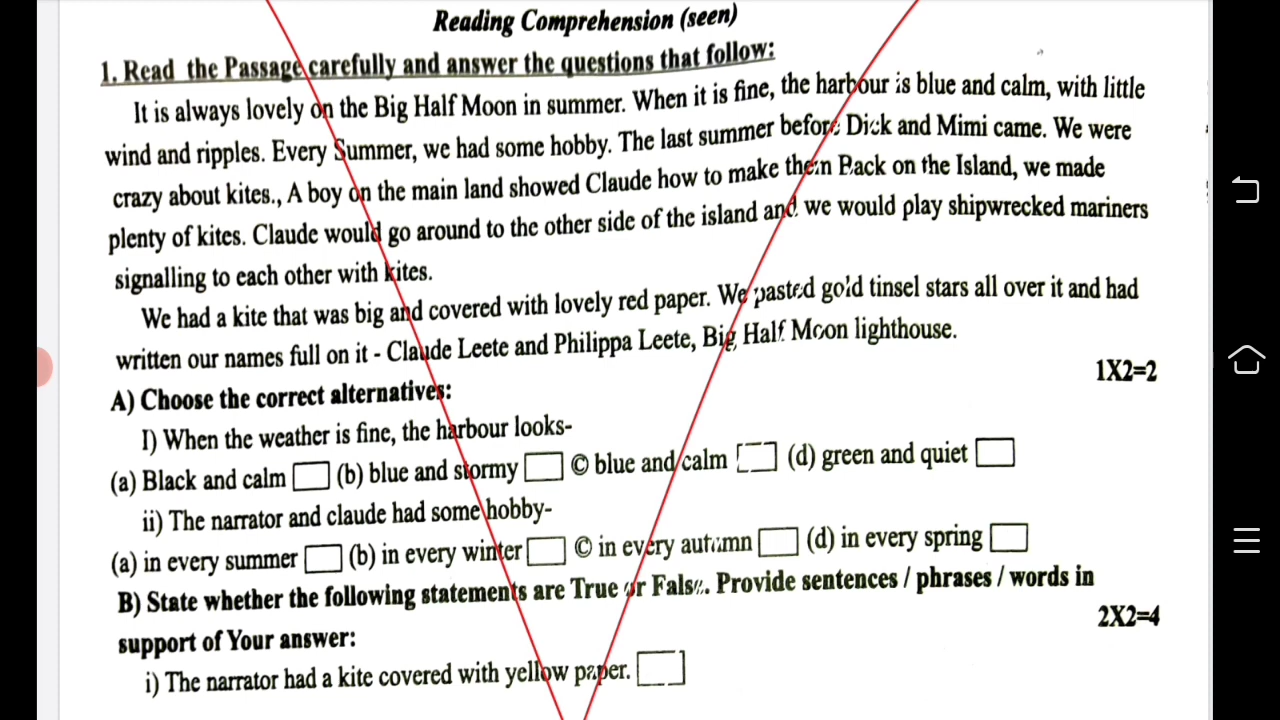 Reading Comprehension (seen)
1. Read the Passage carefully and answer the questions that follow:
It is always lovely on the Big Half Moon in summer. When it is fine, the harbour is blue and calm, with little
wind and ripples. Every Summer, we had some hobby. The last summer before Dick and Mimi came. We were
crazy about kites., A boy on the main land showed Claude how to make them Back on the Island, we made
plenty of kites. Claude would go around to the other side of the island and we would play shipwrecked mariners
signalling to each other with kites.
We had a kite that was big and covered with lovely red paper. We pasted gold tinsel stars all over it and had
written our names full on it - Claude Leete and Philippa Leete, Big Half Moon lighthouse.
A) Choose the correct alternatives: 1X2=2
I) When the weather is fine, the harbour looks-
(a) Black and calm (b) blue and stormy © blue and calm (d) green and quiet
ii) The narrator and claude had some hobby-
(a) in every summer (b) in every winter © in every autumn (d) in every spring
B) State whether the following statements are True or False. Provide sentences / phrases / words in
support of Your answer: 2X2=4
i) The narrator had a kite covered with yellow paper.